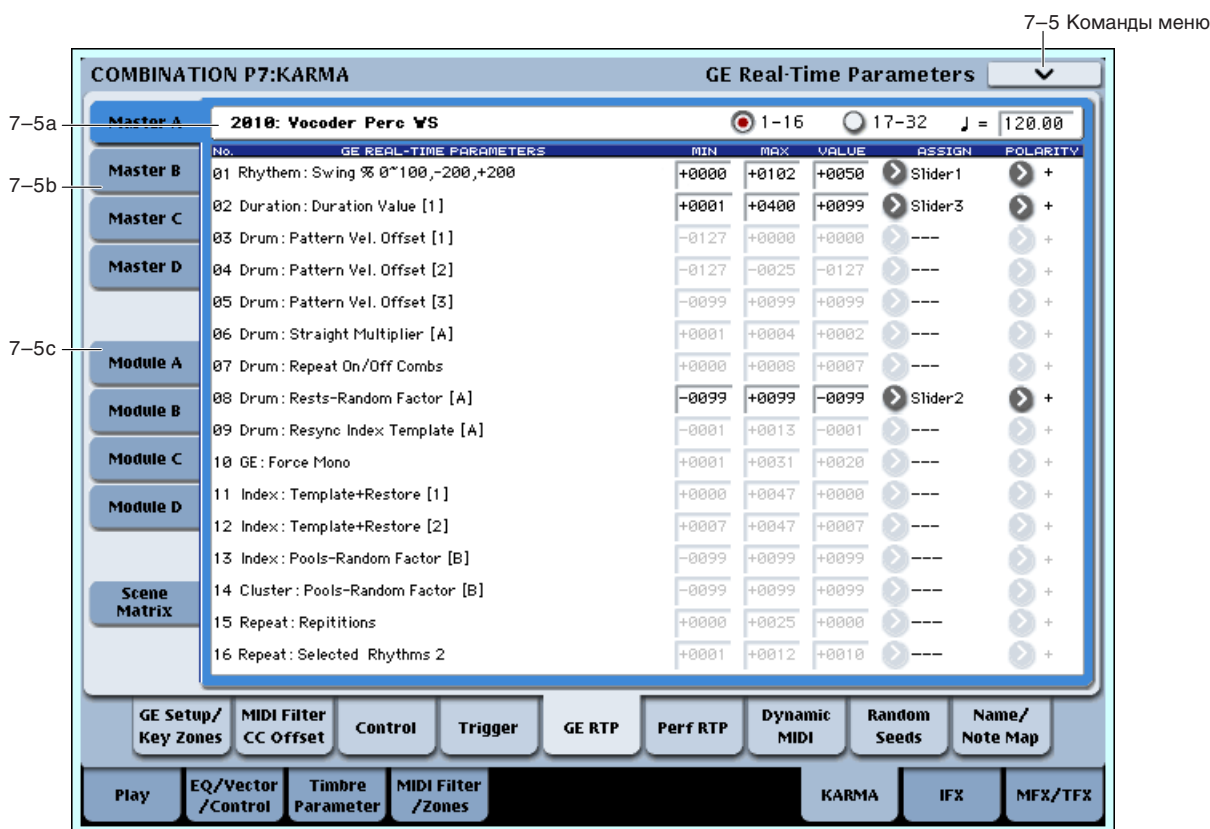 7–5 Команды меню
COMBINATION P7:KARMA GE Real-Time Parameters
7–5a
Master A 2010: Vocoder Perc WS 1-16 17-32 ♩ = 120.00
No. GE REAL-TIME PARAMETERS MIN MAX VALUE ASSIGN POLARITY
7–5b
Master B
Master C
Master D
7–5c
Module A
Module B
Module C
Module D
Scene
Matrix
01 Rhythem: Swing % 0~100,-200,+200 +0000 +0102 +0050 Slider1 +
02 Duration: Duration Value [1] +0001 +0400 +0099 Slider3 +
03 Drum: Pattern Vel. Offset [1] -0127 +0000 +0000 --- +
04 Drum: Pattern Vel. Offset [2] -0127 -0025 -0127 --- +
05 Drum: Pattern Vel. Offset [3] -0099 +0099 +0099 --- +
06 Drum: Straight Multiplier [A] +0001 +0004 +0002 --- +
07 Drum: Repeat On/Off Combs +0000 +0008 +0007 --- +
08 Drum: Rests-Random Factor [A] -0099 +0099 -0099 Slider2 +
09 Drum: Resync Index Template [A] -0001 +0013 -0001 --- +
10 GE: Force Mono +0001 +0031 +0020 --- +
11 Index: Template+Restore [1] +0000 +0047 +0000 --- +
12 Index: Template+Restore [2] +0007 +0047 +0007 --- +
13 Index: Pools-Random Factor [B] -0099 +0099 +0099 --- +
14 Cluster: Pools-Random Factor [B] -0099 +0099 +0099 --- +
15 Repeat: Repititions +0000 +0025 +0000 --- +
16 Repeat: Selected Rhythms 2 +0001 +0012 +0010 --- +
GE Setup/
Key Zones
MIDI Filter
CC Offset
Control
Trigger
GE RTP
Perf RTP
Dynamic
MIDI
Random
Seeds
Name/
Note Map
Play
EQ/Vector
/Control
Timbre
Parameter
MIDI Filter
/Zones
KARMA
IFX
MFX/TFX